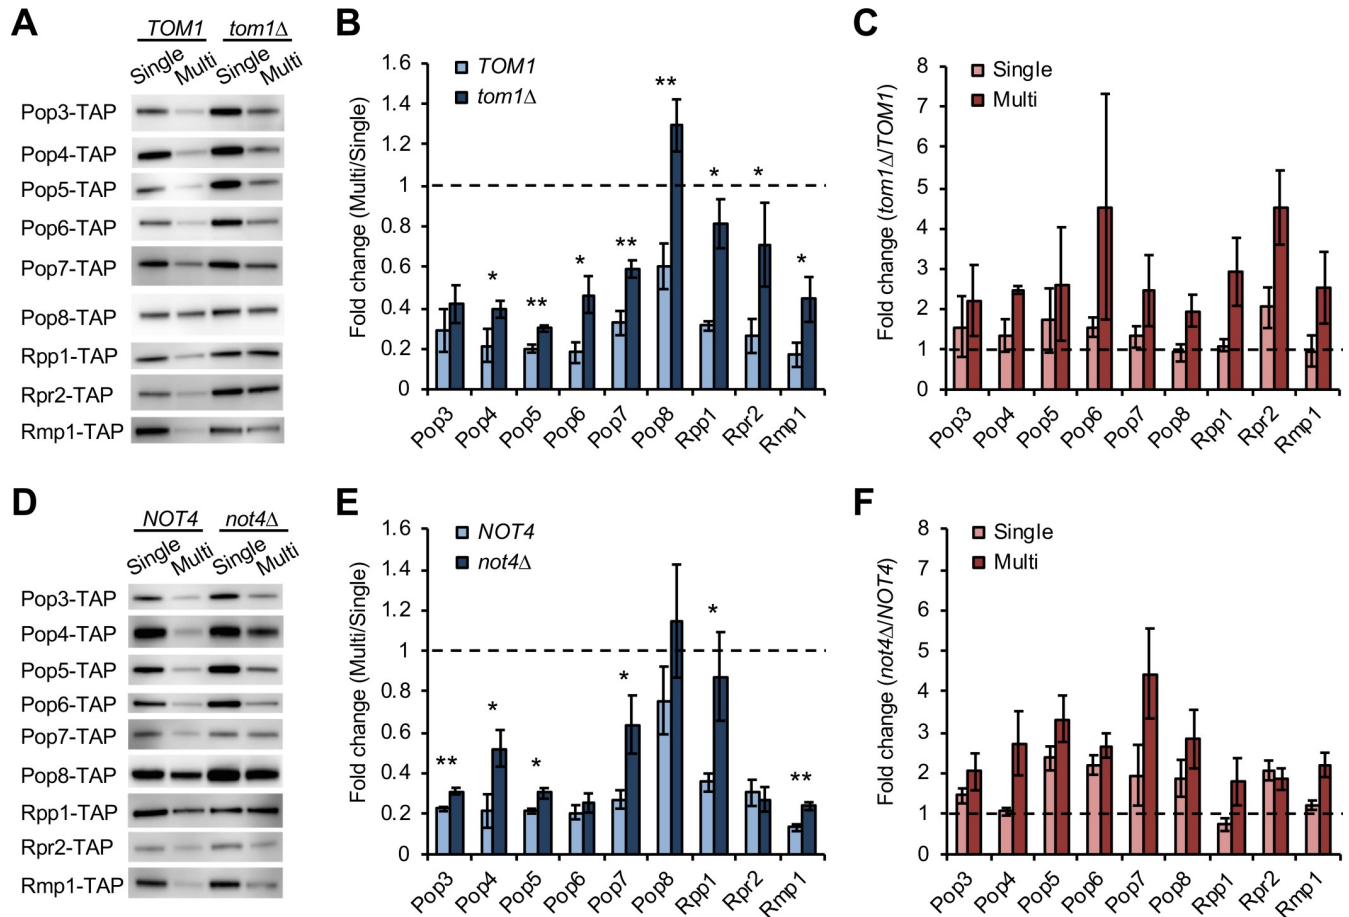 A
TOM1 tom1Δ
Single Multi Single Multi
Pop3-TAP
Pop4-TAP
Pop5-TAP
Pop6-TAP
Pop7-TAP
Pop8-TAP
Rpp1-TAP
Rpr2-TAP
Rmp1-TAP
B
Fold change (Multi/Single)
1.6
1.4
1.2
1
0.8
0.6
0.4
0.2
0
TOM1
tom1Δ
* ** * ** ** * * *
Pop3 Pop4 Pop5 Pop6 Pop7 Pop8 Rpp1 Rpr2 Rmp1
C
Fold change (tom1Δ/TOM1)
8
7
6
5
4
3
2
1
0
Single
Multi
Pop3 Pop4 Pop5 Pop6 Pop7 Pop8 Rpp1 Rpr2 Rmp1
D
NOT4 not4Δ
Single Multi Single Multi
Pop3-TAP
Pop4-TAP
Pop5-TAP
Pop6-TAP
Pop7-TAP
Pop8-TAP
Rpp1-TAP
Rpr2-TAP
Rmp1-TAP
E
Fold change (Multi/Single)
1.6
1.4
1.2
1
0.8
0.6
0.4
0.2
0
NOT4
not4Δ
** * * * * **
Pop3 Pop4 Pop5 Pop6 Pop7 Pop8 Rpp1 Rpr2 Rmp1
F
Fold change (not4Δ/NOT4)
8
7
6
5
4
3
2
1
0
Single
Multi
Pop3 Pop4 Pop5 Pop6 Pop7 Pop8 Rpp1 Rpr2 Rmp1